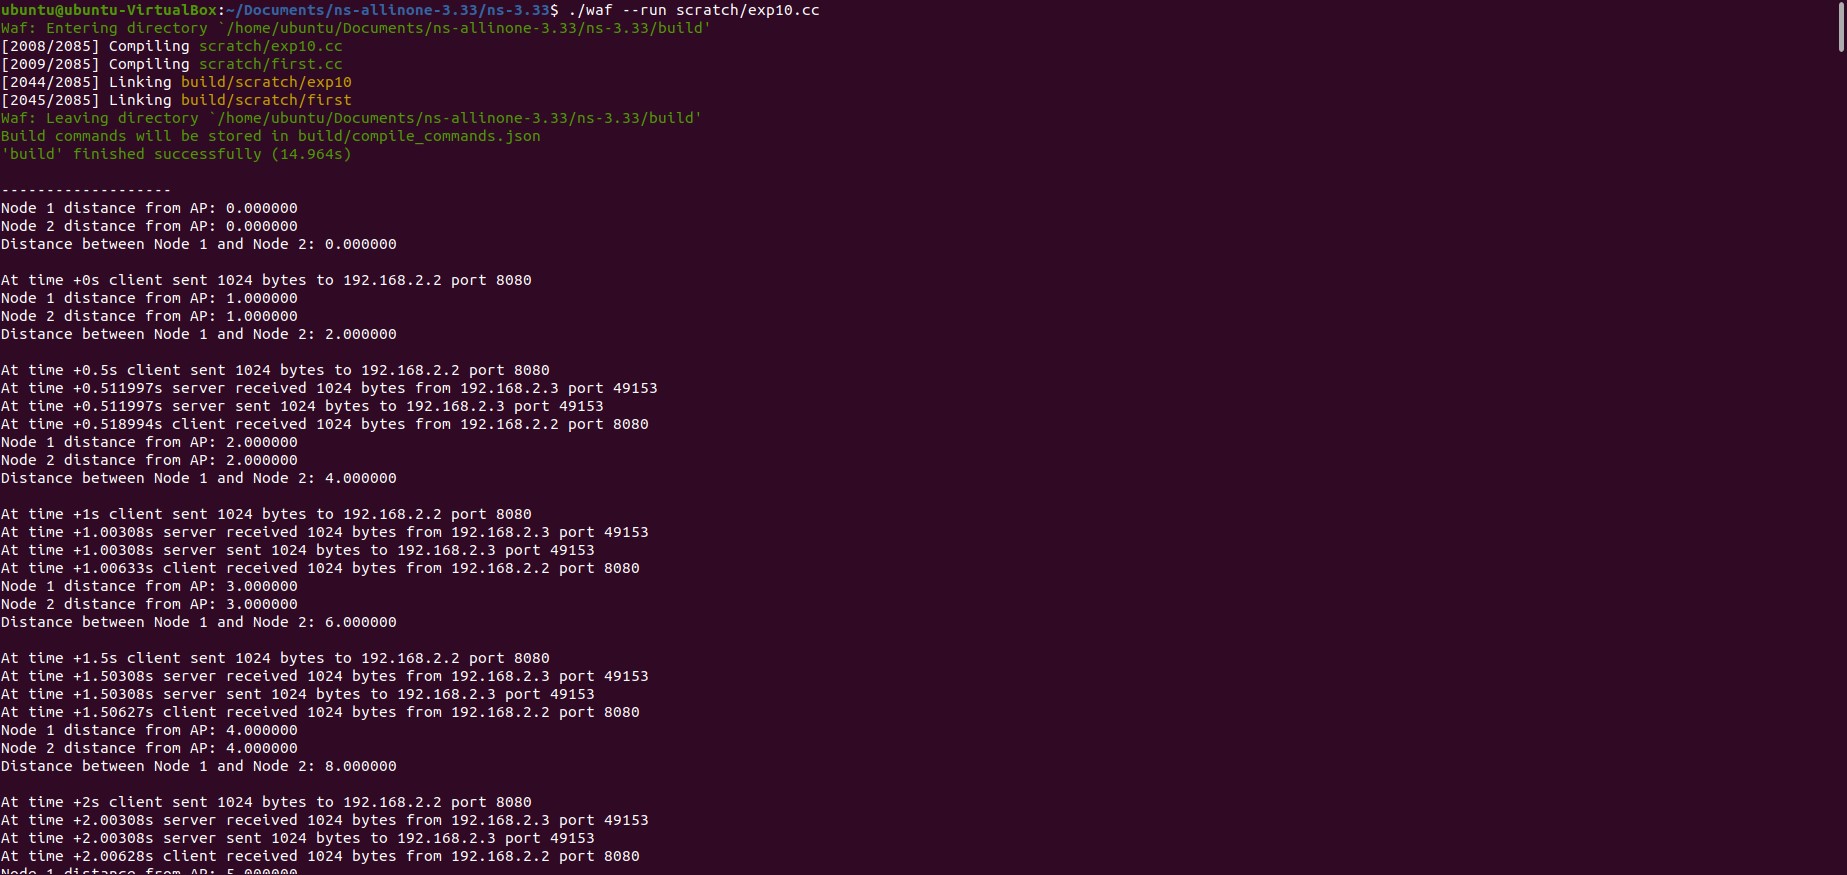 ubuntu@ubuntu-VirtualBox:~/Documents/ns-allinone-3.33/ns-3.33$ ./waf --run scratch/exp10.cc
Waf: Entering directory `/home/ubuntu/Documents/ns-allinone-3.33/ns-3.33/build'
[2008/2085] Compiling scratch/exp10.cc
[2009/2085] Compiling scratch/first.cc
[2044/2085] Linking build/scratch/exp10
[2045/2085] Linking build/scratch/first
Waf: Leaving directory `/home/ubuntu/Documents/ns-allinone-3.33/ns-3.33/build'
Build commands will be stored in build/compile_commands.json
'build' finished successfully (14.964s)
-------------------
Node 1 distance from AP: 0.000000
Node 2 distance from AP: 0.000000
Distance between Node 1 and Node 2: 0.000000
At time +0s client sent 1024 bytes to 192.168.2.2 port 8080
Node 1 distance from AP: 1.000000
Node 2 distance from AP: 1.000000
Distance between Node 1 and Node 2: 2.000000
At time +0.5s client sent 1024 bytes to 192.168.2.2 port 8080
At time +0.511997s server received 1024 bytes from 192.168.2.3 port 49153
At time +0.511997s server sent 1024 bytes to 192.168.2.3 port 49153
At time +0.518994s client received 1024 bytes from 192.168.2.2 port 8080
Node 1 distance from AP: 2.000000
Node 2 distance from AP: 2.000000
Distance between Node 1 and Node 2: 4.000000
At time +1s client sent 1024 bytes to 192.168.2.2 port 8080
At time +1.00308s server received 1024 bytes from 192.168.2.3 port 49153
At time +1.00308s server sent 1024 bytes to 192.168.2.3 port 49153
At time +1.00633s client received 1024 bytes from 192.168.2.2 port 8080
Node 1 distance from AP: 3.000000
Node 2 distance from AP: 3.000000
Distance between Node 1 and Node 2: 6.000000
At time +1.5s client sent 1024 bytes to 192.168.2.2 port 8080
At time +1.50308s server received 1024 bytes from 192.168.2.3 port 49153
At time +1.50308s server sent 1024 bytes to 192.168.2.3 port 49153
At time +1.50627s client received 1024 bytes from 192.168.2.2 port 8080
Node 1 distance from AP: 4.000000
Node 2 distance from AP: 4.000000
Distance between Node 1 and Node 2: 8.000000
At time +2s client sent 1024 bytes to 192.168.2.2 port 8080
At time +2.00308s server received 1024 bytes from 192.168.2.3 port 49153
At time +2.00308s server sent 1024 bytes to 192.168.2.3 port 49153
At time +2.00628s client received 1024 bytes from 192.168.2.2 port 8080
Node 1 distance from AP: 5.000000